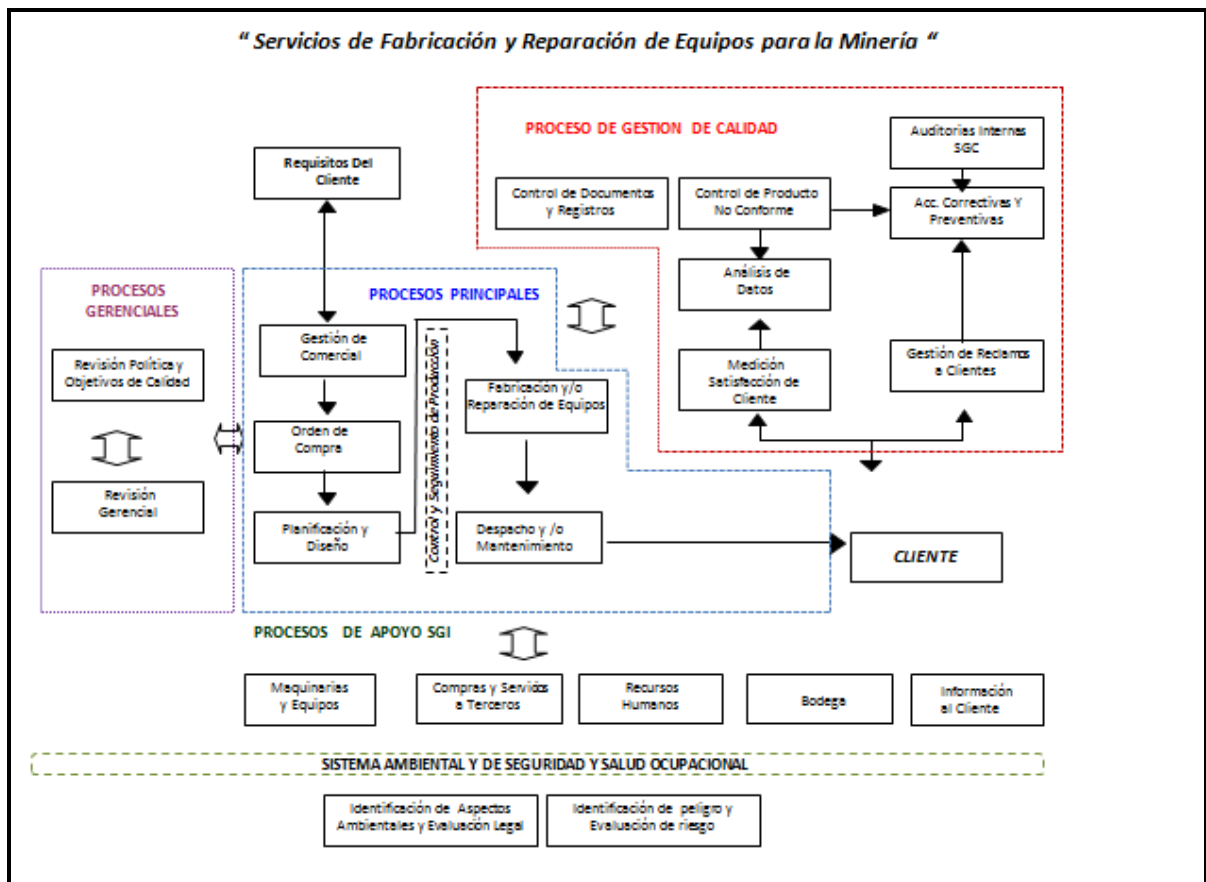 “ Servicios de Fabricación y Reparación de Equipos para la Minería “
PROCESO DE GESTION DE CALIDAD
Auditorias Internas
SGC
Requisitos Del
Cliente
Control de Documentos
y Registros
Control de Producto
No Conforme
Acc. Correctivas Y
Preventivas
Análisis de
Datos
PROCESOS
GERENCIALES
PROCESOS PRINCIPALES
Revisión Política y
Objetivos de Calidad
Gestión de
Comercial
Control y Seguimiento de Producción
Fabricación y/o
Reparación de Equipos
Medición
Satisfacción de
Cliente
Gestión de Reclamos
a Clientes
Orden de
Compra
Revisión
Gerencial
Planificación y
Diseño
Despacho y /o
Mantenimiento
CLIENTE
PROCESOS DE APOYO SGI
Maquinarias
y Equipos
Compras y Servicios
a Terceros
Recursos
Humanos
Bodega
Información
al Cliente
SISTEMA AMBIENTAL Y DE SEGURIDAD Y SALUD OCUPACIONAL
Identificación de Aspectos
Ambientales y Evaluación Legal
Identificación de peligro y
Evaluación de riesgo